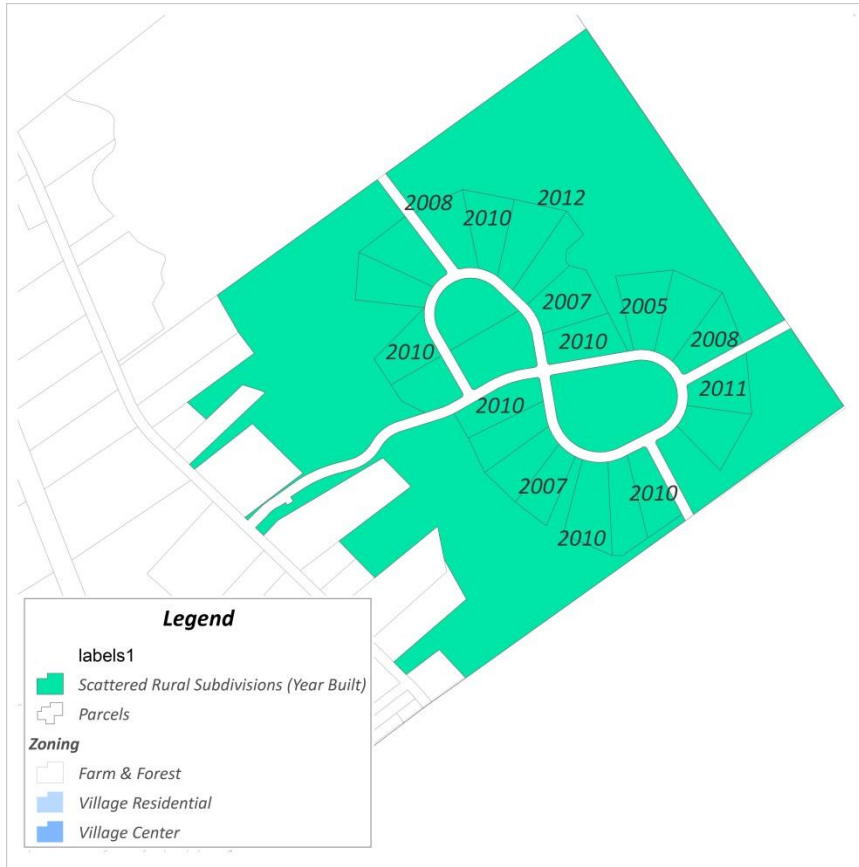 2012
2008
2010
2007
2005
2010
2008
2010
2011
2010
2007
2010
2010
Legend
labels1
Scattered Rural Subdivisions (Year Built)
Parcels
Zoning
Farm & Forest
Village Residential
Village Center